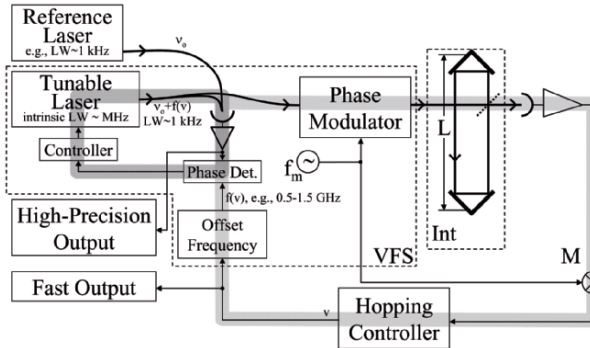 Reference
Laser
e.g., LW~1 kHz
νₒ
Tunable
Laser
intrinsic LW ~ MHz
νₒ+f(v)
LW~1 kHz
Phase
Modulator
L
Controller
Phase Det.
fₘ
f(v), e.g., 0.5-1.5 GHz
High-Precision
Output
Offset
Frequency
VFS
Int
M
Fast Output
v
Hopping
Controller